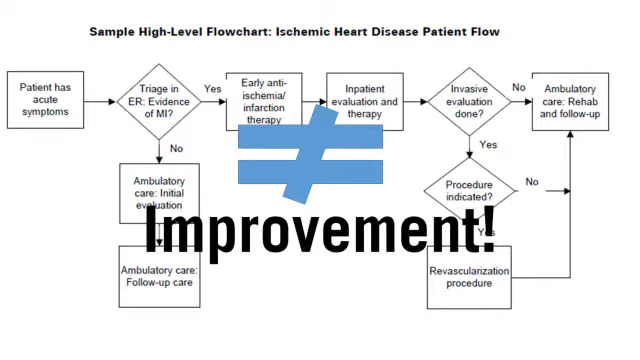 Sample High-Level Flowchart: Ischemic Heart Disease Patient Flow
Patient has
acute
symptoms
Triage in
ER: Evidence
of MI?
Yes
Early anti-
ischemia/
infarction
therapy
Inpatient
evaluation and
therapy
Invasive
evaluation
done?
No
Ambulatory
care: Rehab
and follow-up
No
Yes
Ambulatory
care: Initial
evaluation
Procedure
indicated?
No
≠
Improvement!
Yes
Ambulatory care:
Follow-up care
Revascularization
procedure